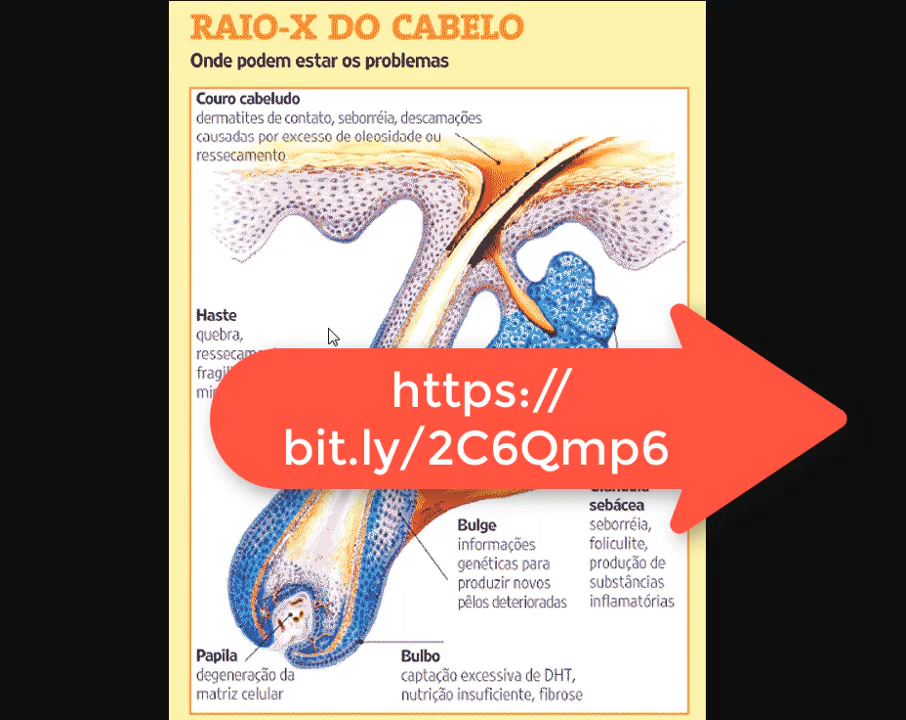 RAIO-X DO CABELO
Onde podem estar os problemas
Couro cabeludo
dermatites de contato, seborréia, descamações
causadas por excesso de oleosidade ou
ressecamento
Haste
quebra,
https://
bit.ly/2C6Qmp6
sebácea
seborréia,
foliculite,
produção de
substâncias
inflamatórias
Bulge
informações
genéticas para
produzir novos
pêlos deterioradas
Papila
degeneração da
matriz celular
Bulbo
captação excessiva de DHT,
nutrição insuficiente, fibrose